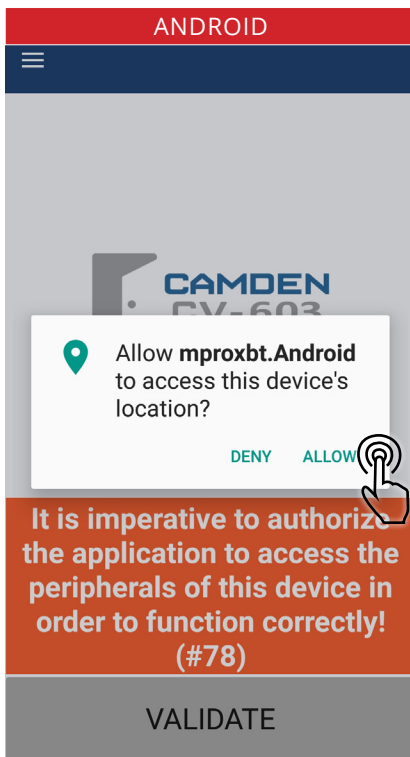 ANDROID
CAMDEN
CV-603
Allow mproxbt.Android
to access this device's
location?
DENY ALLOW
It is imperative to authorize
the application to access the
peripherals of this device in
order to function correctly!
(#78)
VALIDATE